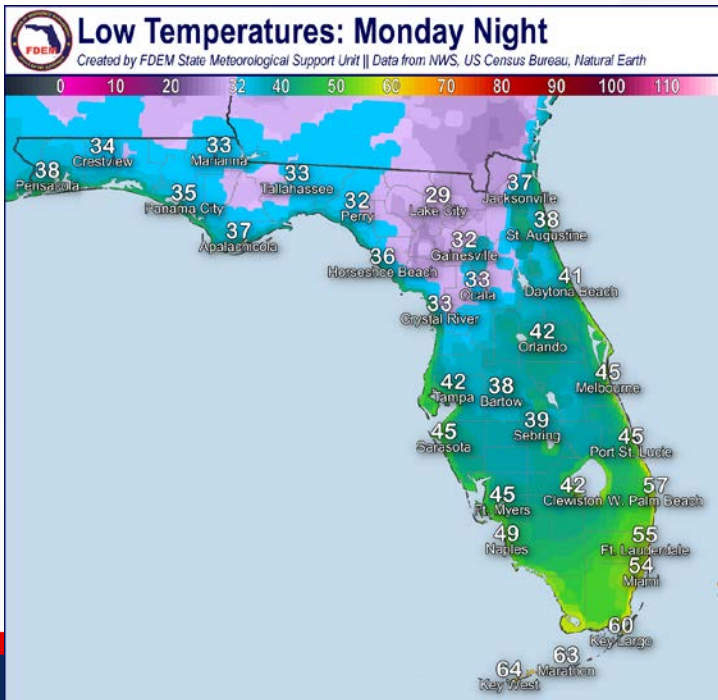 FDEM
Low Temperatures: Monday Night
Created by FDEM State Meteorological Support Unit || Data from NWS, US Census Bureau, Natural Earth
0 10 20 32 40 50 60 70 80 90 100 110
34
Crestview
33
Marianna
38
Pensacola
33
Tallahassee
35
Panama City
32
Perry
29
Lake City
37
Jacksonville
37
Apalachicola
38
St. Augustine
32
Gainesville
36
Horseshoe Beach
33
Ocala
41
Daytona Beach
33
Crystal River
42
Orlando
45
Melbourne
42
Tampa
38
Bartow
39
Sebring
45
Sarasota
45
Port St. Lucie
42
Clewiston
57
W. Palm Beach
45
Ft. Myers
49
Naples
55
Ft. Lauderdale
54
Miami
60
Key Largo
63
Marathon
64
Key West